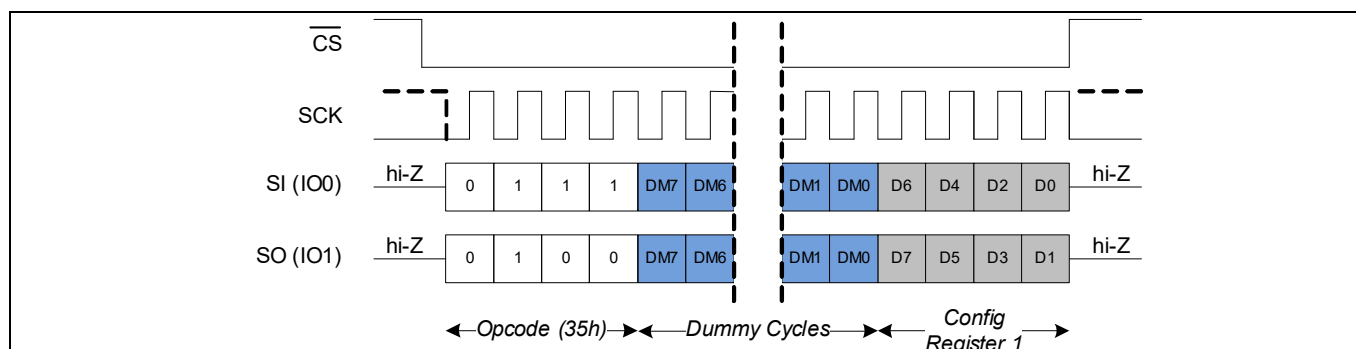 CS
SCK
SI (IO0) hi-Z 0 1 1 1 DM7 DM6 DM1 DM0 D6 D4 D2 D0 hi-Z
SO (IO1) hi-Z 0 1 0 0 DM7 DM6 DM1 DM0 D7 D5 D3 D1 hi-Z
Opcode (35h) Dummy Cycles Config
Register 1